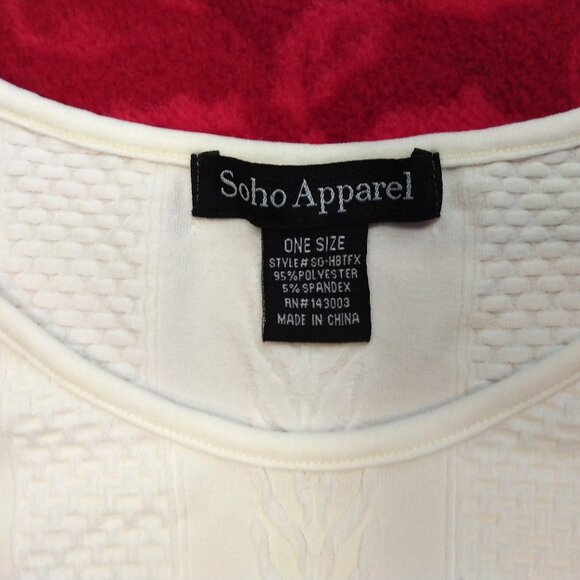 Soho Apparel
ONE SIZE
STYLE# SG-HBTFX
95% POLYESTER
5% SPANDEX
RN# 143003
MADE IN CHINA